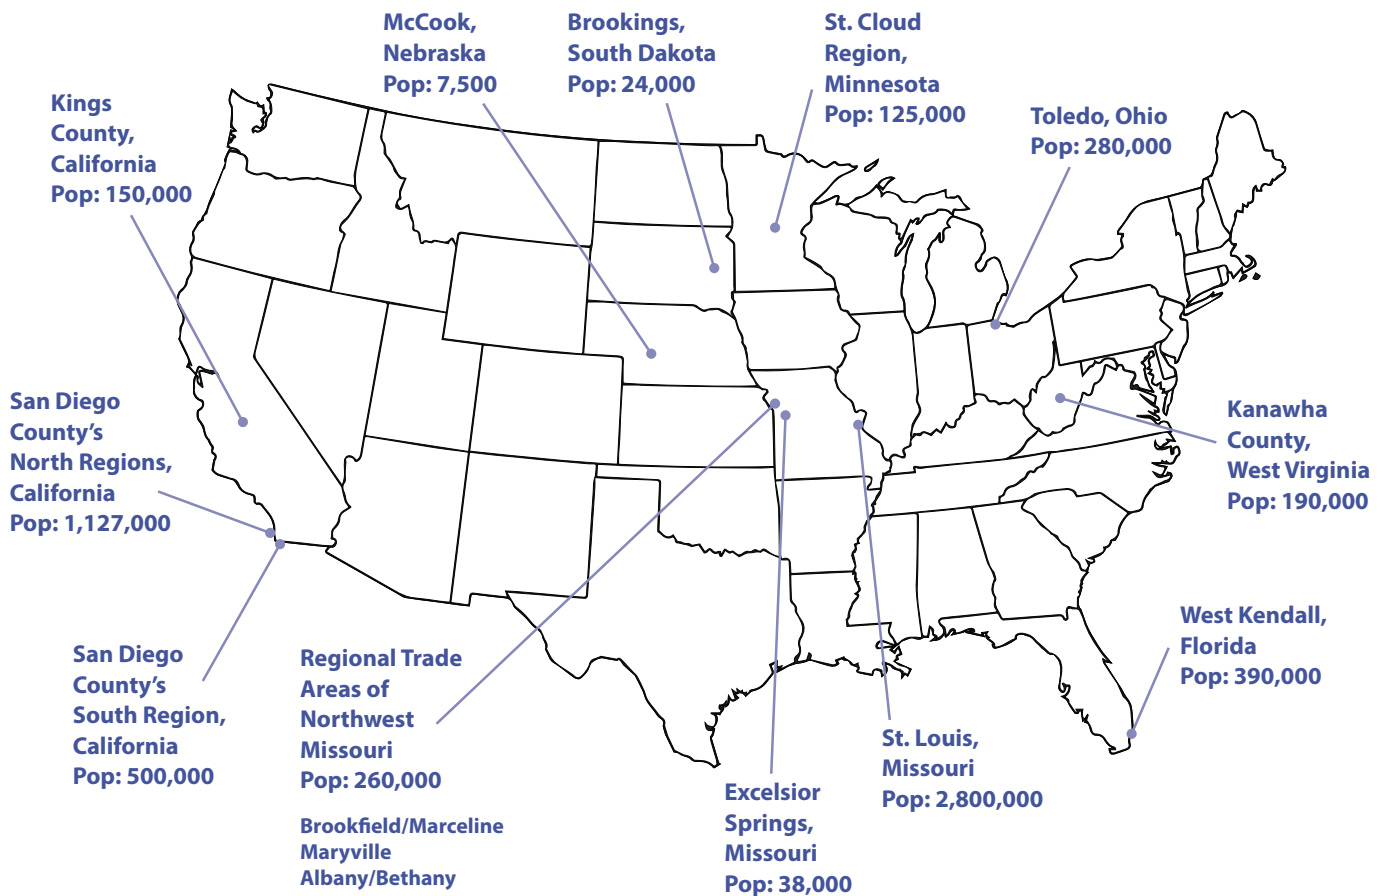 McCook,
Nebraska
Pop: 7,500
Brookings,
South Dakota
Pop: 24,000
St. Cloud
Region,
Minnesota
Pop: 125,000
Kings
County,
California
Pop: 150,000
Toledo, Ohio
Pop: 280,000
San Diego
County’s
North Regions,
California
Pop: 1,127,000
Kanawha
County,
West Virginia
Pop: 190,000
San Diego
County’s
South Region,
California
Pop: 500,000
Regional Trade
Areas of
Northwest
Missouri
Pop: 260,000
Brookfield/Marceline
Maryville
Albany/Bethany
Excelsior
Springs,
Missouri
Pop: 38,000
St. Louis,
Missouri
Pop: 2,800,000
West Kendall,
Florida
Pop: 390,000